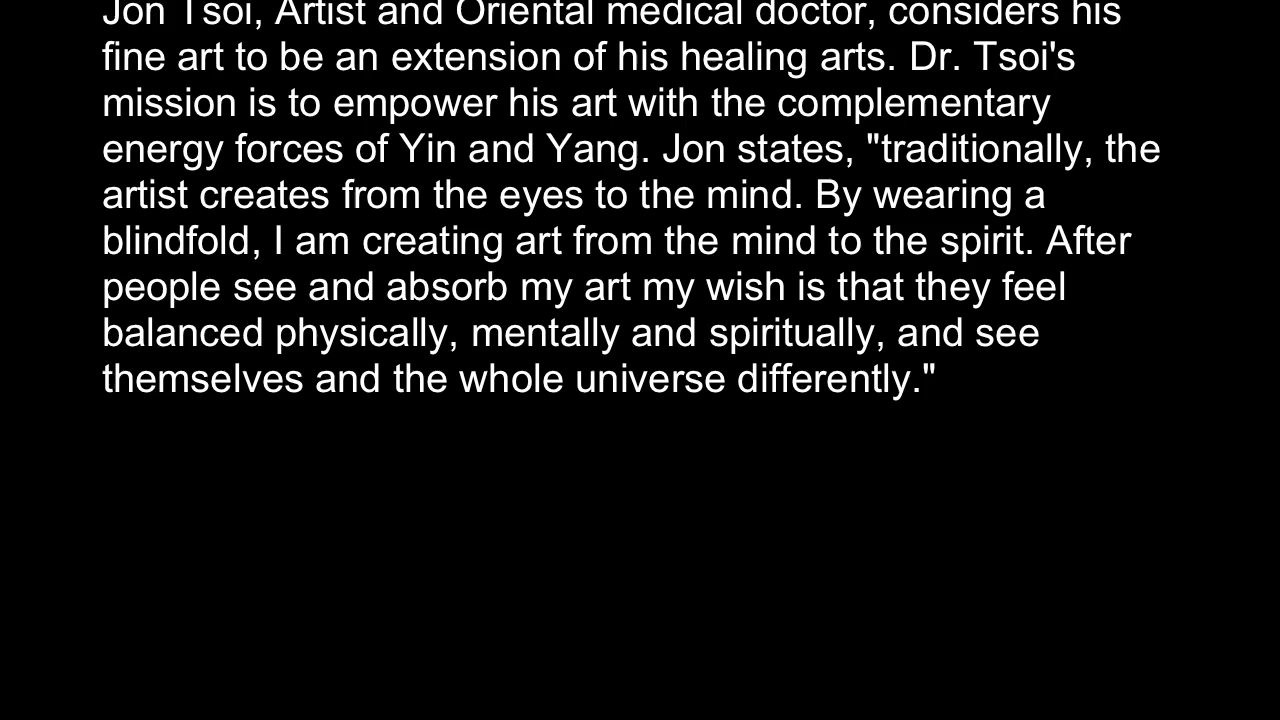 Jon Tsoi, Artist and Oriental medical doctor, considers his
fine art to be an extension of his healing arts. Dr. Tsoi's
mission is to empower his art with the complementary
energy forces of Yin and Yang. Jon states, "traditionally, the
artist creates from the eyes to the mind. By wearing a
blindfold, I am creating art from the mind to the spirit. After
people see and absorb my art my wish is that they feel
balanced physically, mentally and spiritually, and see
themselves and the whole universe differently."